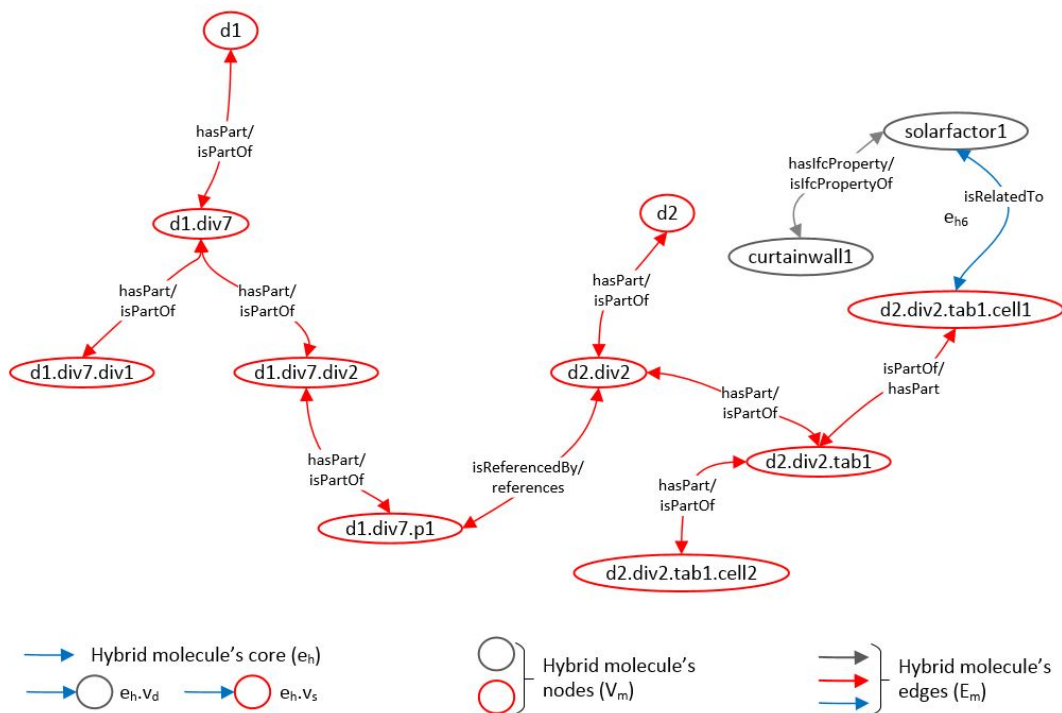 d1
hasPart/
isPartOf
d1.div7
hasPart/
isPartOf
hasPart/
isPartOf
d1.div7.div1
d1.div7.div2
hasPart/
isPartOf
d1.div7.p1
isReferencedBy/
references
d2
hasPart/
isPartOf
d2.div2
hasPart/
isPartOf
d2.div2.tab1
hasPart/
isPartOf
d2.div2.tab1.cell2
solarfactor1
hasIfcProperty/
isIfcPropertyOf
curtainwall1
isRelatedTo
eh6
d2.div2.tab1.cell1
isPartOf/
hasPart
Hybrid molecule's core (eh)
eh.vd
eh.vs
Hybrid molecule's
nodes (Vm)
Hybrid molecule's
edges (Em)